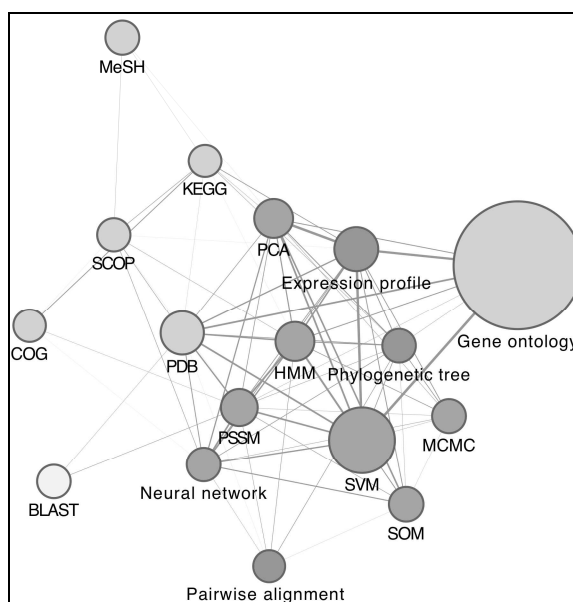 MeSH
KEGG
PCA
SCOP
Expression profile
Gene ontology
COG
PDB
HMM
Phylogenetic tree
PSSM
MCMC
SVM
Neural network
BLAST
SOM
Pairwise alignment